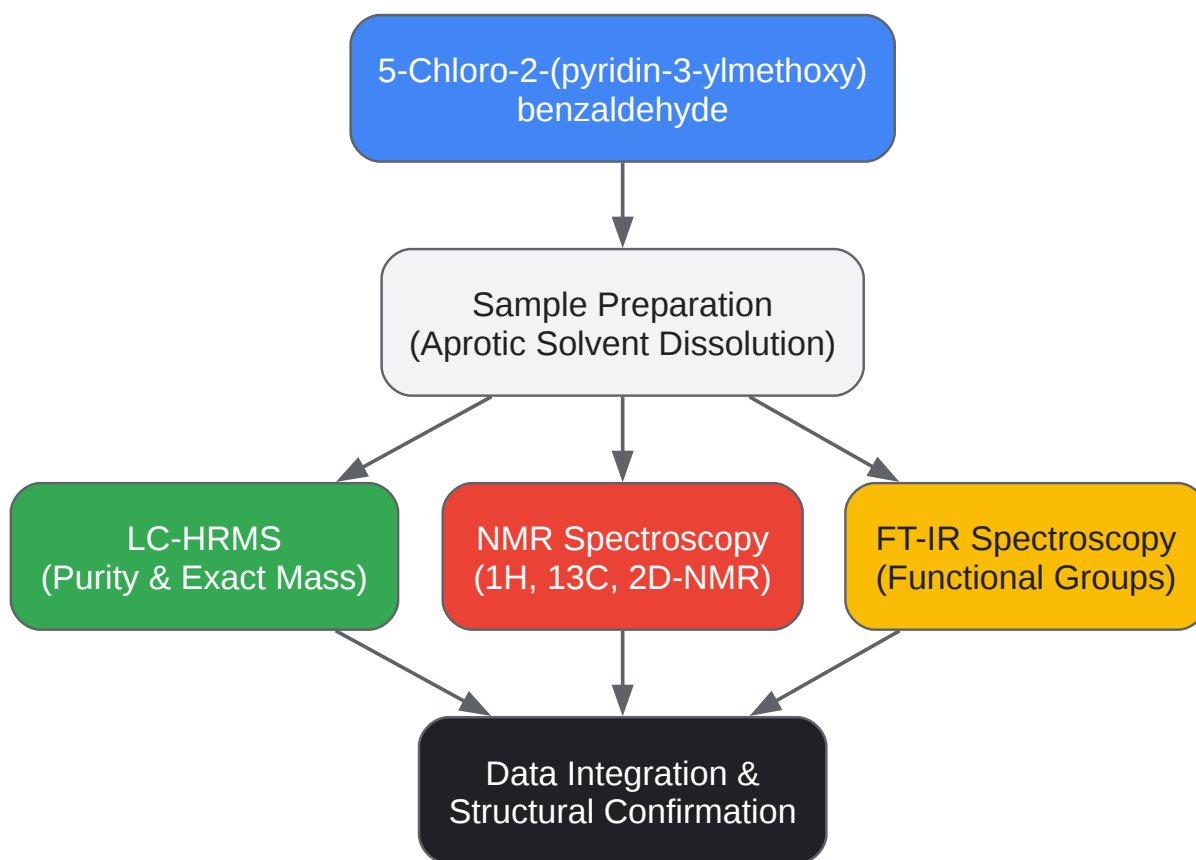 5-Chloro-2-(pyridin-3-ylmethoxy)
benzaldehyde
Sample Preparation
(Aprotic Solvent Dissolution)
LC-HRMS
(Purity & Exact Mass)
NMR Spectroscopy
(1H, 13C, 2D-NMR)
FT-IR Spectroscopy
(Functional Groups)
Data Integration &
Structural Confirmation